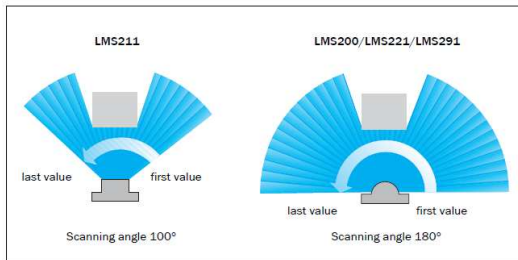 LMS211
LMS200/LMS221/LMS291
last value
first value
last value
first value
Scanning angle 100°
Scanning angle 180°